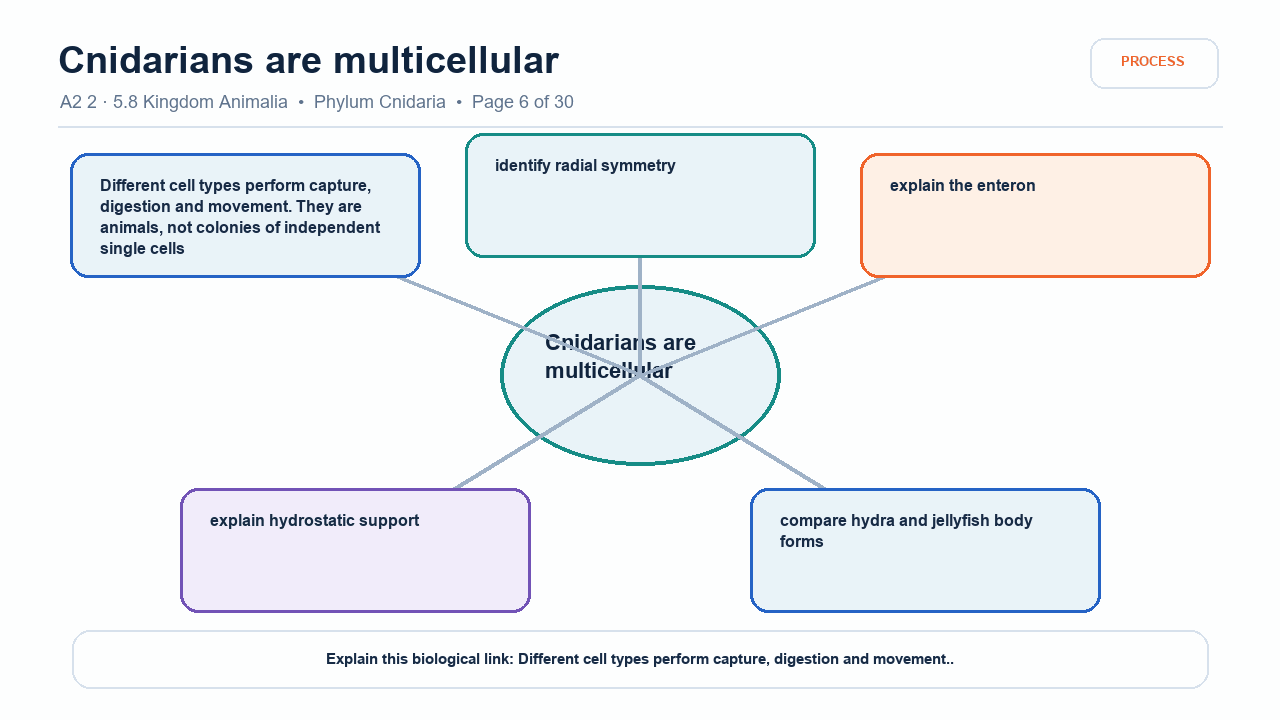 Cnidarians are multicellular
PROCESS
A2 2 · 5.8 Kingdom Animalia • Phylum Cnidaria • Page 6 of 30
Different cell types perform capture,
digestion and movement. They are
animals, not colonies of independent
single cells
identify radial symmetry
explain the enteron
Cnidarians are
multicellular
explain hydrostatic support
compare hydra and jellyfish body
forms
Explain this biological link: Different cell types perform capture, digestion and movement..